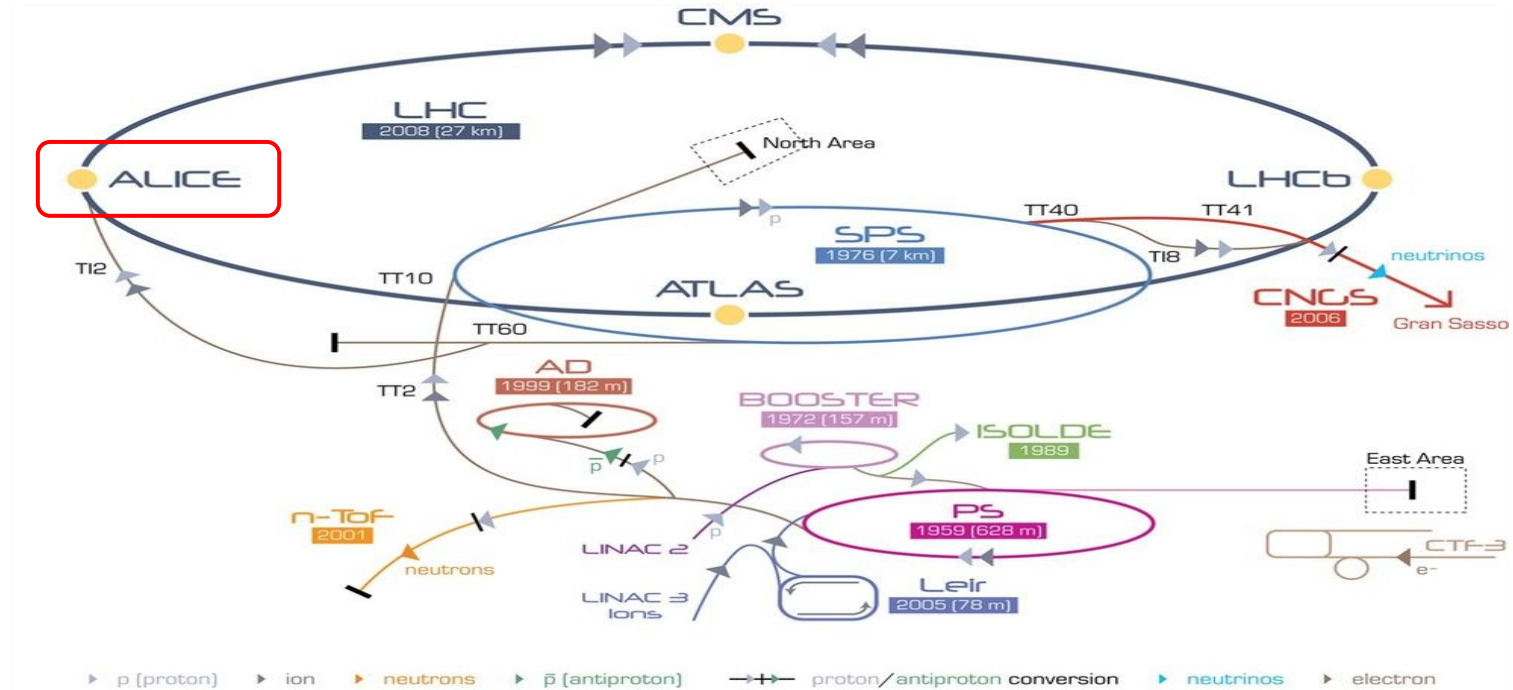 CMS
LHC
2008 (27 km)
North Area
ALICE
LHCb
TT40
TT41
p
SPS
1976 (7 km)
TI8
neutrinos
TI2
TT10
ATLAS
CNGS
2006
Gran Sasso
TT60
AD
1999 (182 m)
TT2
BOOSTER
1972 (157 m)
ISOLDE
1989
p̅
p
East Area
n-ToF
2001
PS
1959 (628 m)
p
LINAC 2
neutrons
CTF-3
e-
Leir
2005 (78 m)
LINAC 3
Ions
p (proton) ion neutrons p̅ (antiproton) proton/antiproton conversion neutrinos electron